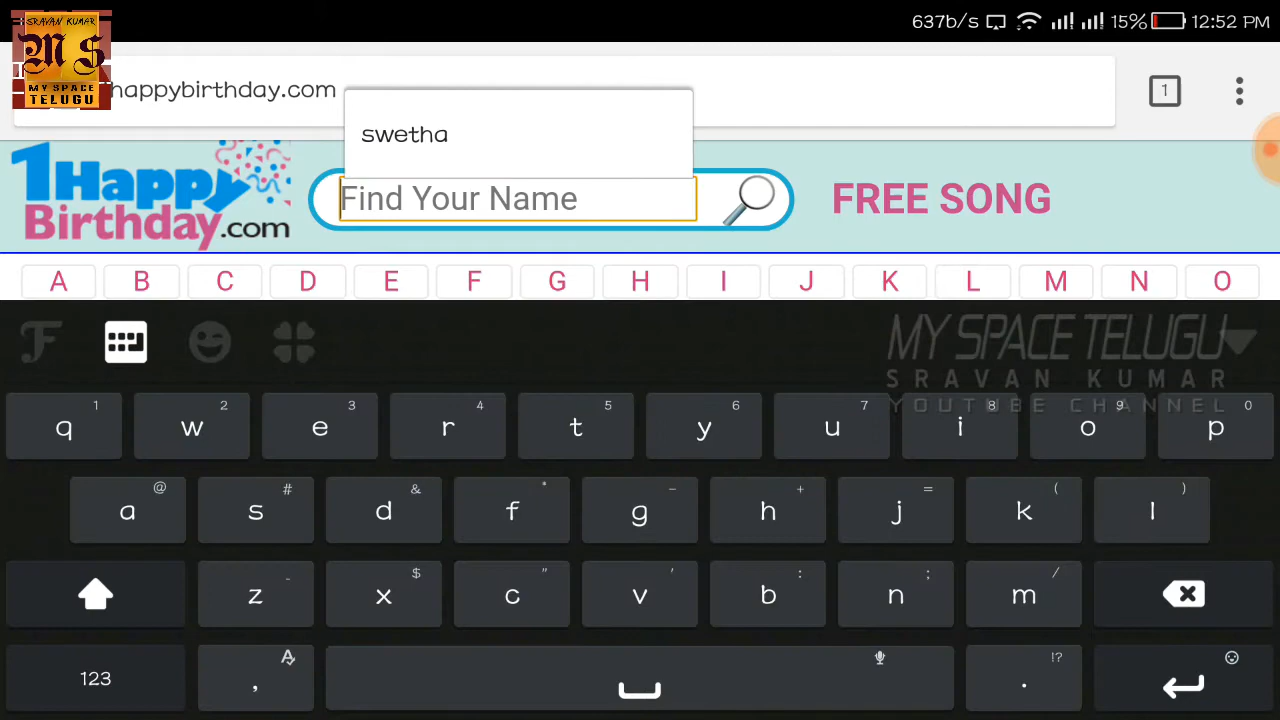 SRAVAN KUMAR
M S
MY SPACE
TELUGU
637b/s 15% 12:52 PM
happybirthday.com
1
swetha
1Happy
Birthday.com
Find Your Name
FREE SONG
A B C D E F G H I J K L M N O
MY SPACE TELUGU
SRAVAN KUMAR
YOUTUBE CHANNEL
1 2 3 4 5 6 7 8 9 0
q w e r t y u i o p
@ # & * - + = ( )
a s d f g h j k l
- $ " ' : ; /
z x c v b n m
!?
123 , .